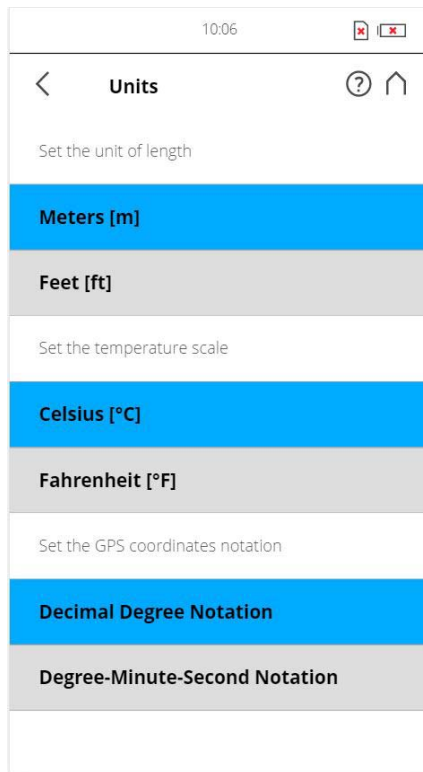 10:06
Units
Set the unit of length
Meters [m]
Feet [ft]
Set the temperature scale
Celsius [°C]
Fahrenheit [°F]
Set the GPS coordinates notation
Decimal Degree Notation
Degree-Minute-Second Notation